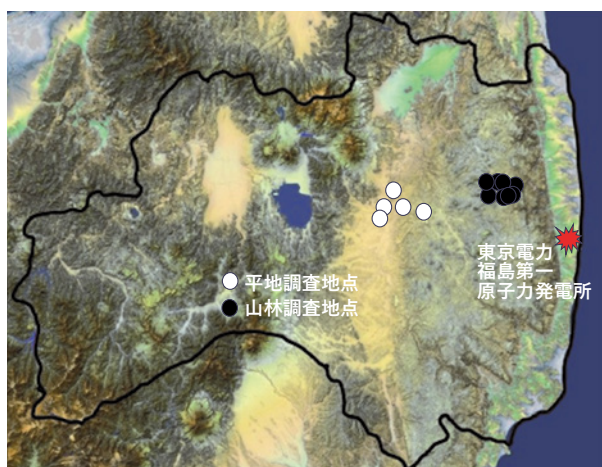 東京電力
福島第一
原子力発電所
平地調査地点
山林調査地点